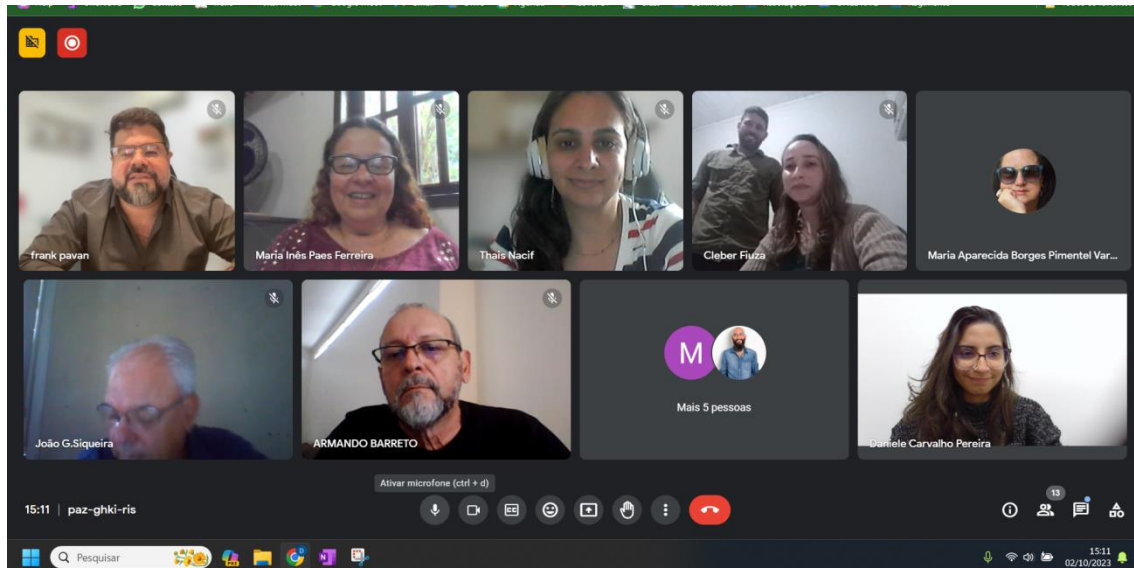 frank pavan
Maria Inês Paes Ferreira
Thais Nacif
Cleber Fiuza
Maria Aparecida Borges Pimentel Var...
João G.Siqueira
ARMANDO BARRETO
M
Mais 5 pessoas
Daniele Carvalho Pereira
Ativar microfone (ctrl + d)
15:11 | paz-ghki-ris
13
Pesquisar
15:11
02/10/2023